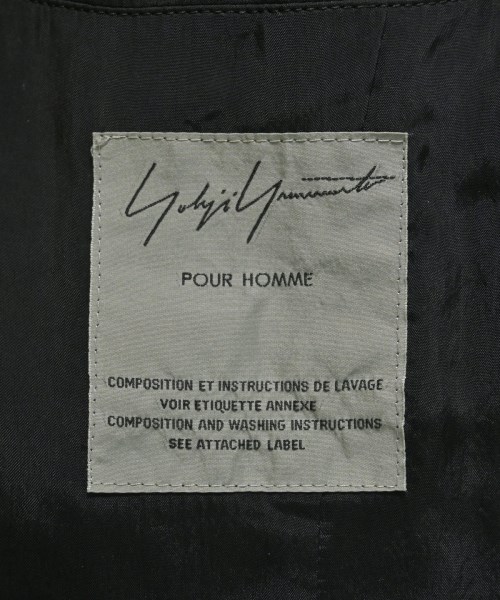 Yohji Yamamoto
POUR HOMME
COMPOSITION ET INSTRUCTIONS DE LAVAGE
VOIR ETIQUETTE ANNEXE
COMPOSITION AND WASHING INSTRUCTIONS
SEE ATTACHED LABEL